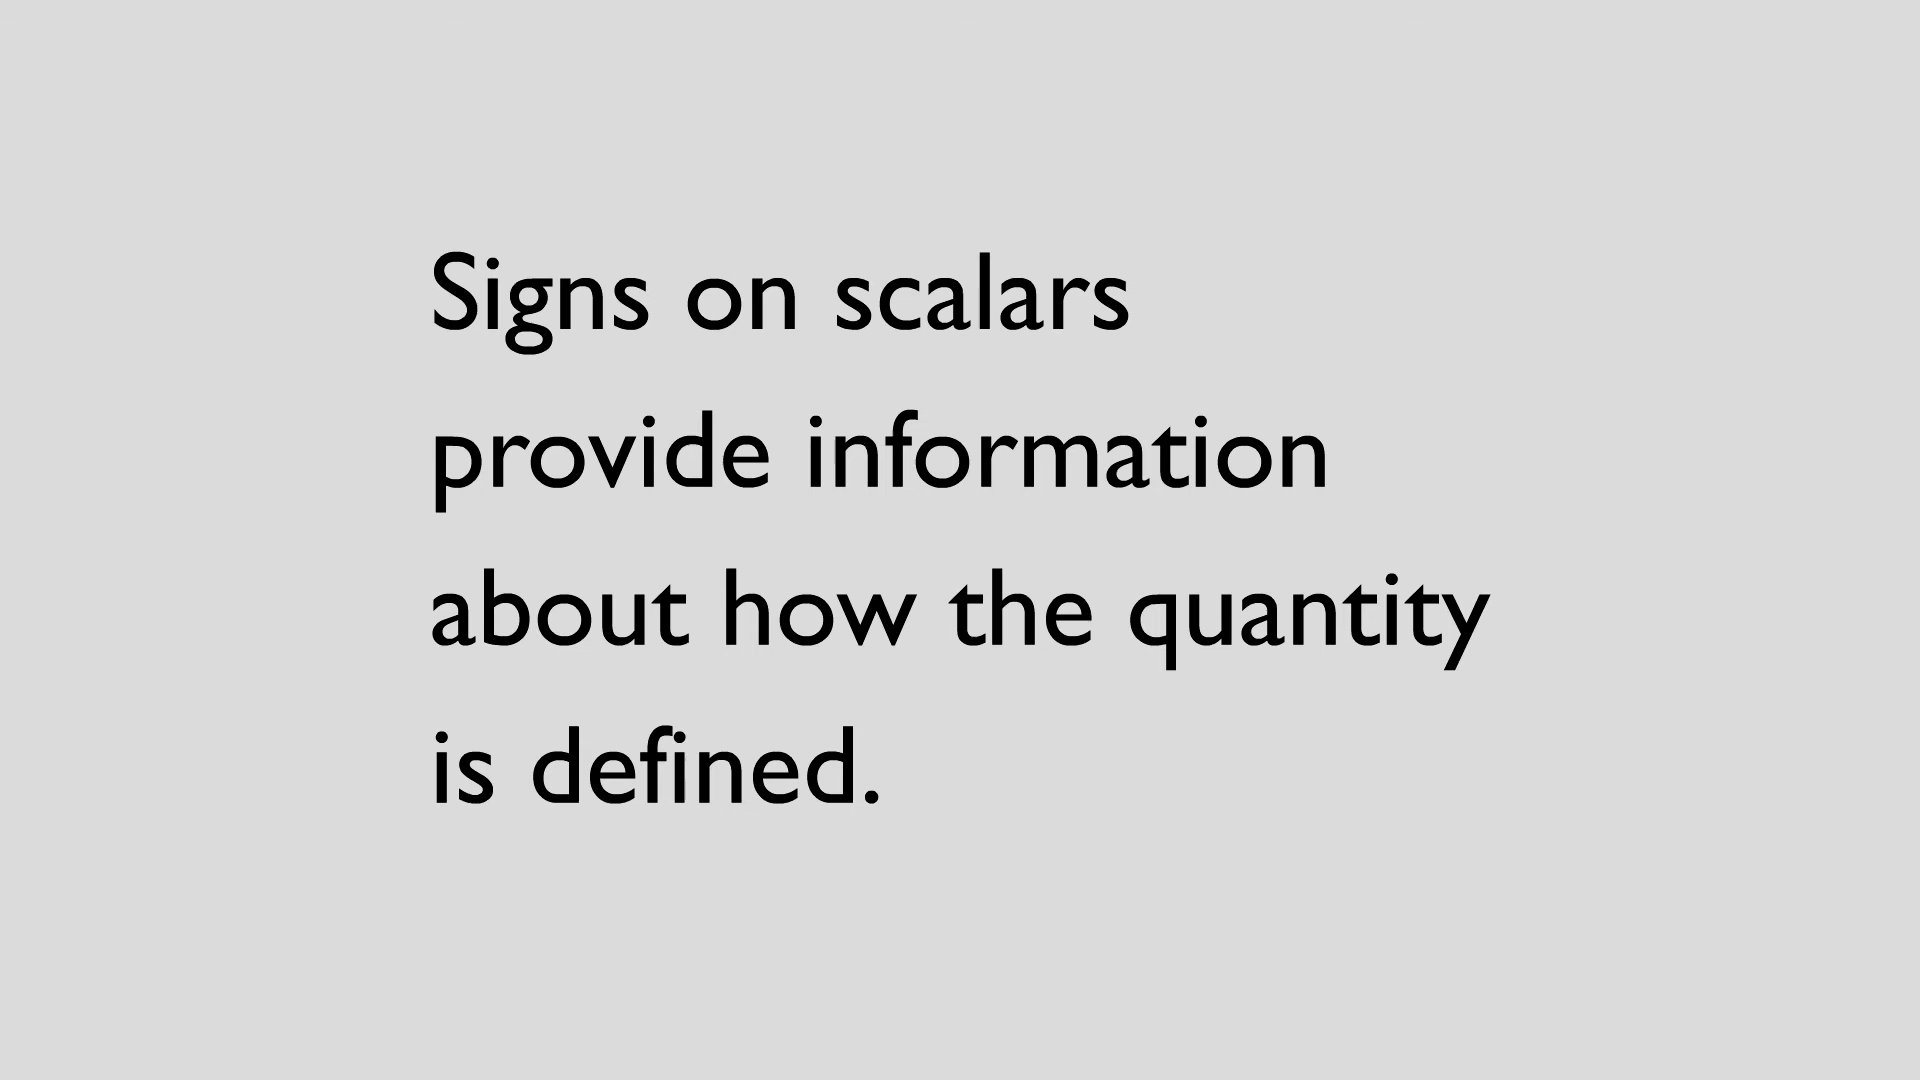 Signs on scalars
provide information
about how the quantity
is defined.